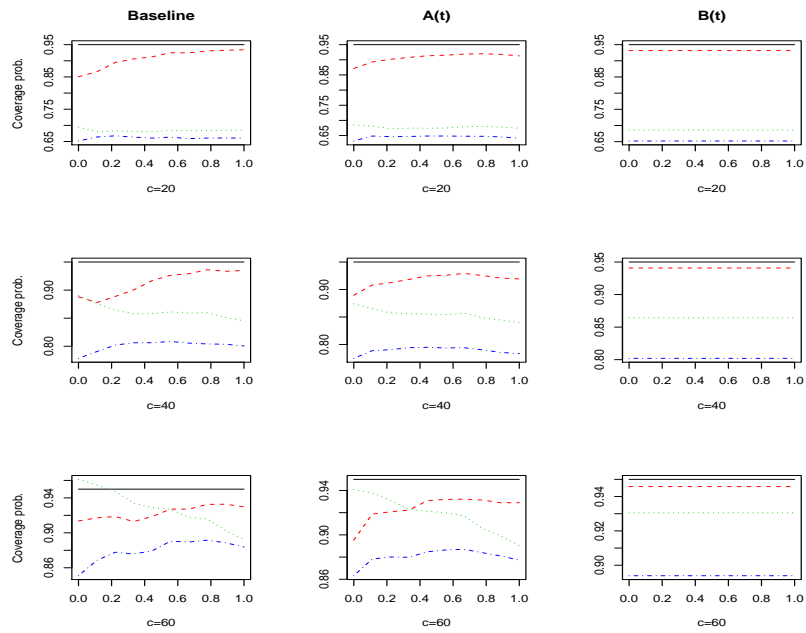 Baseline A(t) B(t)
Coverage prob.
0.65 0.75 0.85 0.95
0.0 0.2 0.4 0.6 0.8 1.0
c=20
0.65 0.75 0.85 0.95
0.0 0.2 0.4 0.6 0.8 1.0
c=20
0.65 0.75 0.85 0.95
0.0 0.2 0.4 0.6 0.8 1.0
c=20
Coverage prob.
0.80 0.90
0.0 0.2 0.4 0.6 0.8 1.0
c=40
0.80 0.90
0.0 0.2 0.4 0.6 0.8 1.0
c=40
0.80 0.85 0.90 0.95
0.0 0.2 0.4 0.6 0.8 1.0
c=40
Coverage prob.
0.86 0.90 0.94
0.0 0.2 0.4 0.6 0.8 1.0
c=60
0.86 0.90 0.94
0.0 0.2 0.4 0.6 0.8 1.0
c=60
0.90 0.92 0.94
0.0 0.2 0.4 0.6 0.8 1.0
c=60